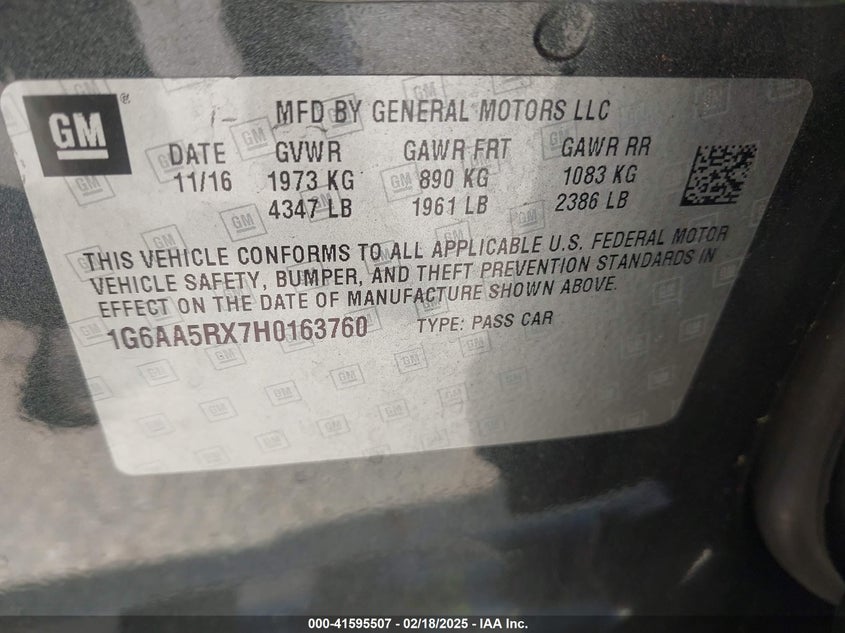 GM
MFD BY GENERAL MOTORS LLC
DATE GVWR GAWR FRT GAWR RR
11/16 1973 KG 890 KG 1083 KG
4347 LB 1961 LB 2386 LB
THIS VEHICLE CONFORMS TO ALL APPLICABLE U.S. FEDERAL MOTOR
VEHICLE SAFETY, BUMPER, AND THEFT PREVENTION STANDARDS IN
EFFECT ON THE DATE OF MANUFACTURE SHOWN ABOVE.
1G6AA5RX7H0163760 TYPE: PASS CAR
000-41595507 - 02/18/2025 - IAA Inc.